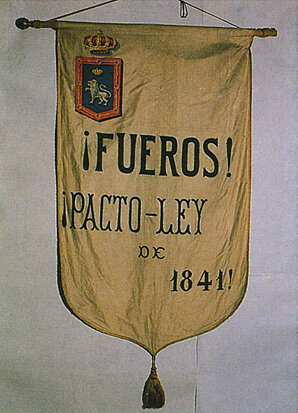 ¡FUEROS!
¡PACTO-LEY
DE
1841!